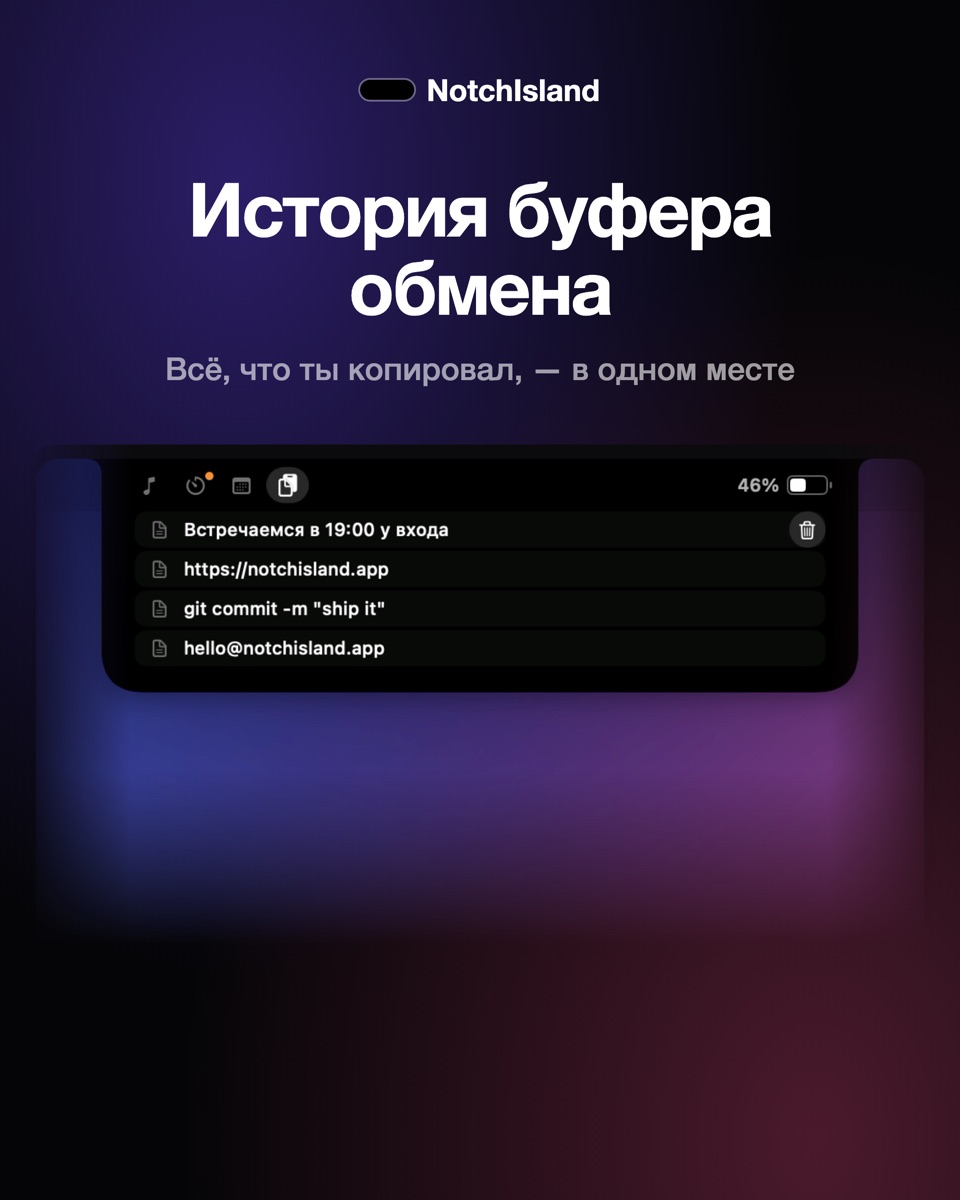 NotchIsland
История буфера
обмена
Всё, что ты копировал, — в одном месте
46%
Встречаемся в 19:00 у входа
https://notchisland.app
git commit -m "ship it"
hello@notchisland.app